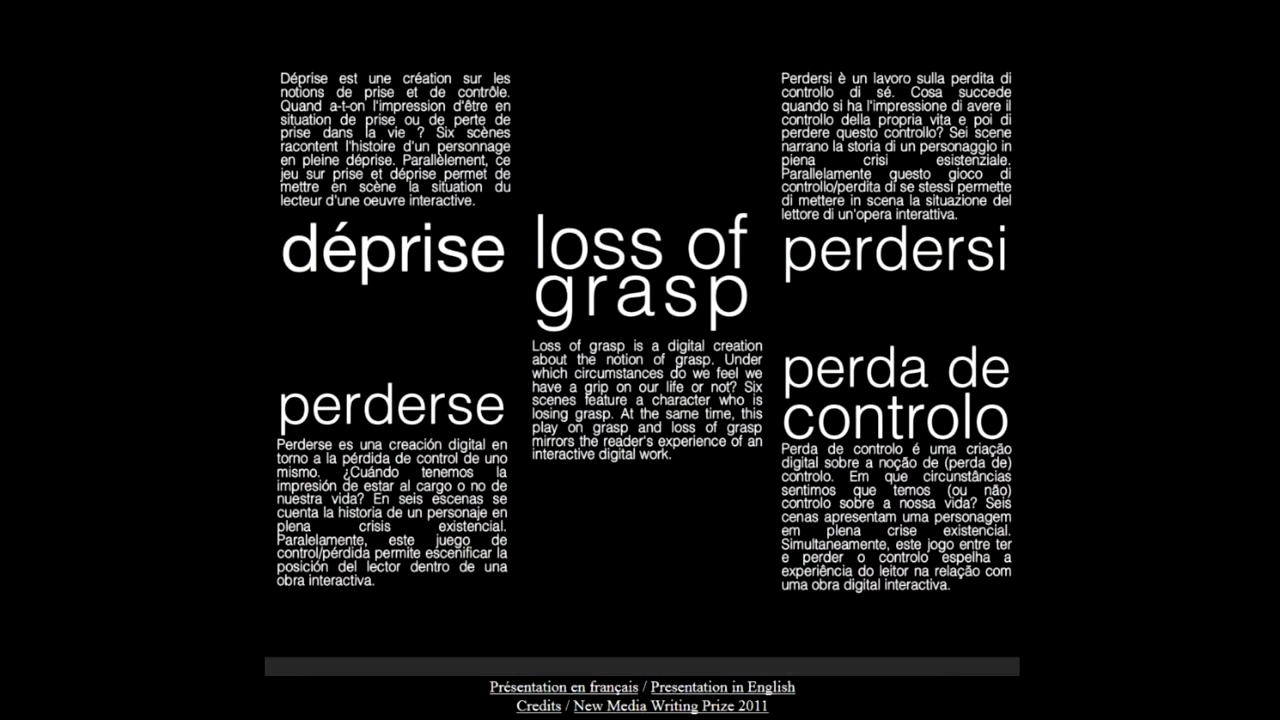 Déprise est une création sur les
notions de prise et de contrôle.
Quand a-t-on l'impression d'être en
situation de prise ou de perte de
prise dans la vie ? Six scènes
racontent l'histoire d'un personnage
en pleine déprise. Parallèlement, ce
jeu sur prise et déprise permet de
mettre en scène la situation du
lecteur d'une oeuvre interactive.
déprise
perderse
Perderse es una creación digital en
torno a la pérdida de control de uno
mismo. ¿Cuándo tenemos la
impresión de estar al cargo o no de
nuestra vida? En seis escenas se
cuenta la historia de un personaje en
plena crisis existencial.
Paralelamente, este juego de
control/pérdida permite escenificar la
posición del lector dentro de una
obra interactiva.
loss of
grasp
Loss of grasp is a digital creation
about the notion of grasp. Under
which circumstances do we feel we
have a grip on our life or not? Six
scenes feature a character who is
losing grasp. At the same time, this
play on grasp and loss of grasp
mirrors the reader's experience of an
interactive digital work.
Perdersi è un lavoro sulla perdita di
controllo di sé. Cosa succede
quando si ha l'impressione di avere il
controllo della propria vita e poi di
perdere questo controllo? Sei scene
narrano la storia di un personaggio in
piena crisi esistenziale.
Parallelamente questo gioco di
controllo/perdita di se stessi permette
di mettere in scena la situazione del
lettore di un'opera interattiva.
perdersi
perda de
controlo
Perda de controlo é uma criação
digital sobre a noção de (perda de)
controlo. Em que circunstâncias
sentimos que temos (ou não)
controlo sobre a nossa vida? Seis
cenas apresentam uma personagem
em plena crise existencial.
Simultaneamente, este jogo entre ter
e perder o controlo espelha a
experiência do leitor na relação com
uma obra digital interactiva.
Présentation en français / Presentation in English
Credits / New Media Writing Prize 2011